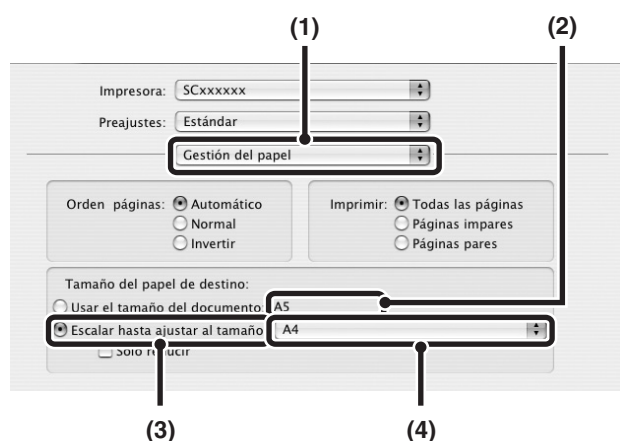 (1) (2)
Impresora: SCxxxxxx
Preajustes: Estándar
Gestión del papel
Orden páginas: Automático Imprimir: Todas las páginas
Normal Páginas impares
Invertir Páginas pares
Tamaño del papel de destino:
Usar el tamaño del documento: A5
Escalar hasta ajustar al tamaño A4
Sólo reducir
(3) (4)